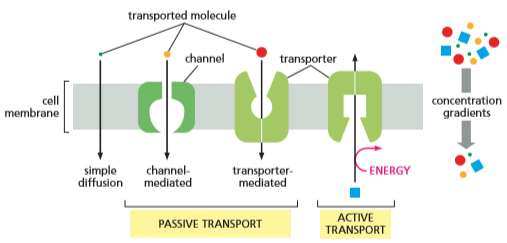 transported molecule
channel
transporter
cell
membrane
concentration
gradients
simple
diffusion
channel-
mediated
transporter-
mediated
ENERGY
PASSIVE TRANSPORT
ACTIVE
TRANSPORT